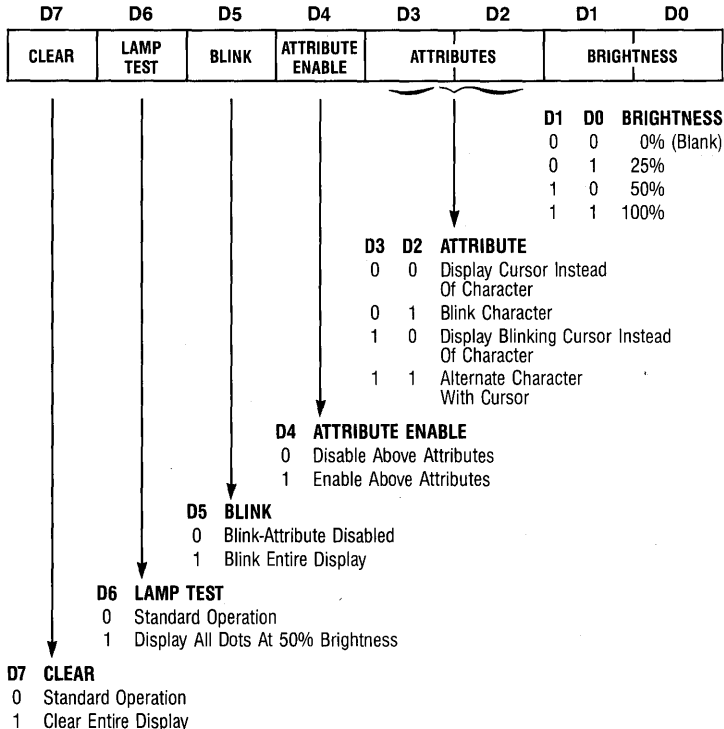 D7 D6 D5 D4 D3 D2 D1 D0
CLEAR LAMP TEST BLINK ATTRIBUTE ENABLE ATTRIBUTES BRIGHTNESS
D1 D0 BRIGHTNESS
0 0 0% (Blank)
0 1 25%
1 0 50%
1 1 100%
D3 D2 ATTRIBUTE
0 0 Display Cursor Instead
Of Character
0 1 Blink Character
1 0 Display Blinking Cursor Instead
Of Character
1 1 Alternate Character
With Cursor
D4 ATTRIBUTE ENABLE
0 Disable Above Attributes
1 Enable Above Attributes
D5 BLINK
0 Blink-Attribute Disabled
1 Blink Entire Display
D6 LAMP TEST
0 Standard Operation
1 Display All Dots At 50% Brightness
D7 CLEAR
0 Standard Operation
1 Clear Entire Display